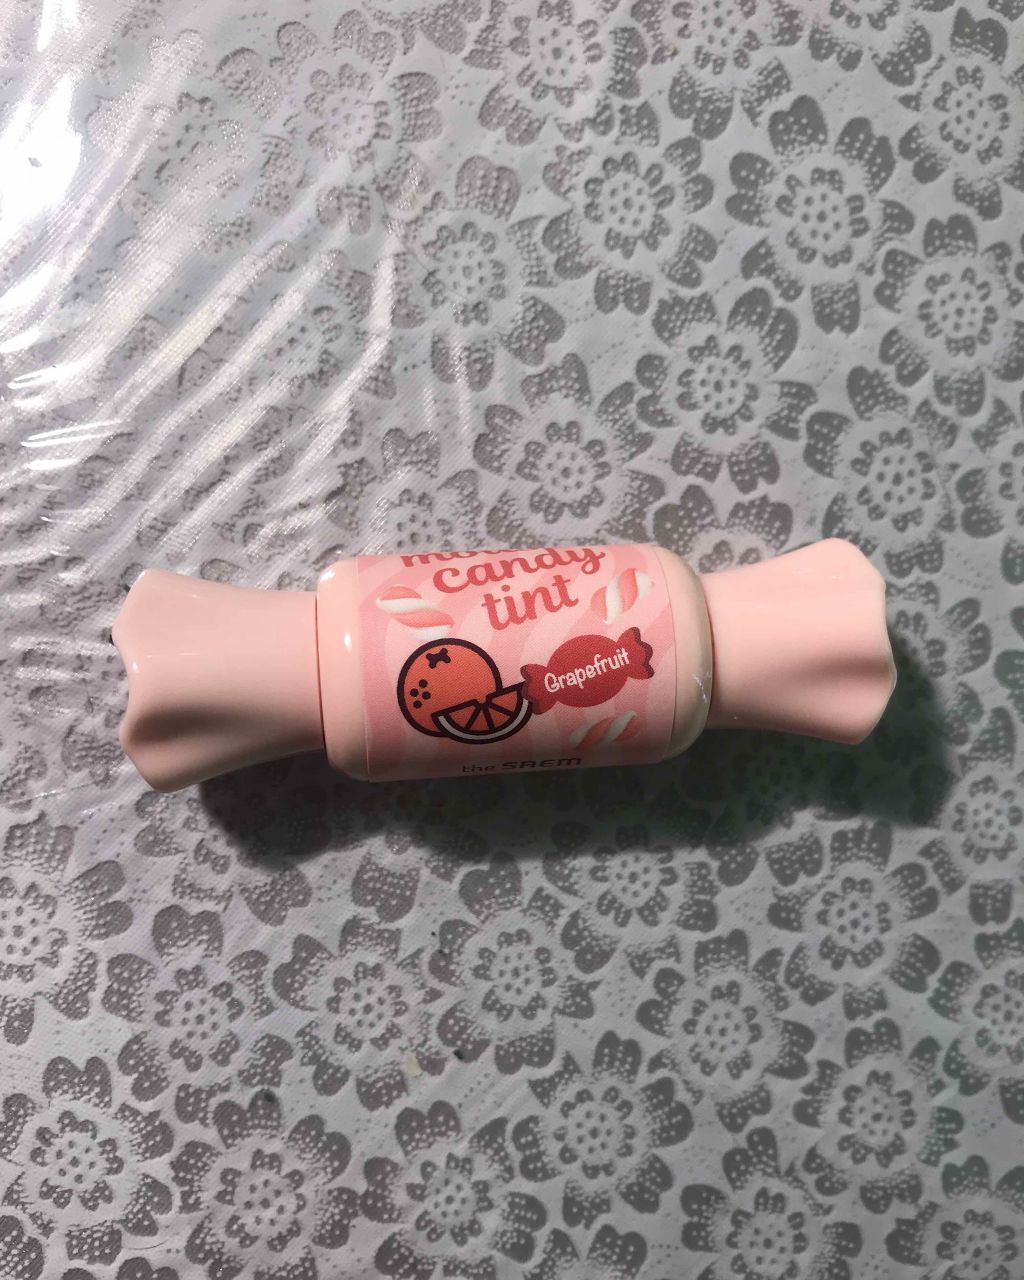 candy
tint
Grapefruit
the SAEM